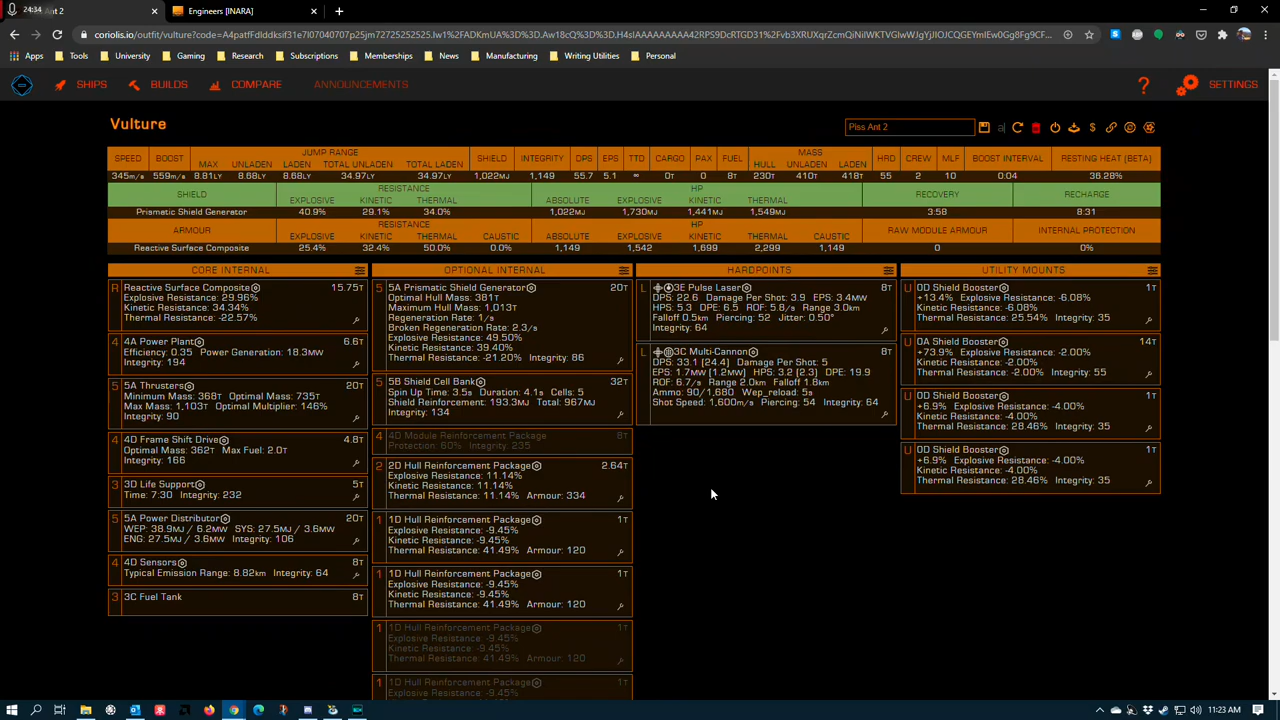 24:34
Ant 2
Engineers [INARA]
coriolis.io/outfit/vulture?code=A4patfFdlddksif31e7l07040707p25jm72725252525.Iw1%2FADKmUA%3D%3D.Aw18cQ%3D%3D.H4sIAAAAAAAA42RPS9DcRTGD31%2Fvb3XRUXqrZcmQiNiIWKTVGlwWJgYjIOJCQGEYmIEw0Gg8Fg9CF...
Apps
Tools
University
Gaming
Research
Subscriptions
Memberships
News
Manufacturing
Writing Utilities
Personal
SHIPS
BUILDS
COMPARE
ANNOUNCEMENTS
?
SETTINGS
Vulture
Piss Ant 2
a|
$
SPEED BOOST JUMP RANGE SHIELD INTEGRITY DPS EPS TTD CARGO PAX FUEL MASS HRD CREW MLF BOOST INTERVAL RESTING HEAT (BETA)
MAX UNLADEN LADEN TOTAL UNLADEN TOTAL LADEN HULL UNLADEN LADEN
345m/s 559m/s 8.81LY 8.68LY 8.68LY 34.97LY 34.97LY 1,022MJ 1,149 55.7 5.1 ∞ 0T 0 8T 230T 410T 418T 55 2 10 0:04 36.28%
SHIELD RESISTANCE HP RECOVERY RECHARGE
EXPLOSIVE KINETIC THERMAL ABSOLUTE EXPLOSIVE KINETIC THERMAL
Prismatic Shield Generator 40.9% 29.1% 34.0% 1,022MJ 1,730MJ 1,441MJ 1,549MJ 3:58 8:31
ARMOUR RESISTANCE HP RAW MODULE ARMOUR INTERNAL PROTECTION
EXPLOSIVE KINETIC THERMAL CAUSTIC ABSOLUTE EXPLOSIVE KINETIC THERMAL CAUSTIC
Reactive Surface Composite 25.4% 32.4% 50.0% 0.0% 1,149 1,542 1,699 2,299 1,149 0 0%
CORE INTERNAL
R Reactive Surface Composite 15.75T
Explosive Resistance: 29.96%
Kinetic Resistance: 34.34%
Thermal Resistance: -22.57%
4 4A Power Plant 6.6T
Efficiency: 0.35 Power Generation: 18.3MW
Integrity: 194
5 5A Thrusters 20T
Minimum Mass: 368T Optimal Mass: 735T
Max Mass: 1,103T Optimal Multiplier: 146%
Integrity: 90
4 4D Frame Shift Drive 4.8T
Optimal Mass: 362T Max Fuel: 2.0T
Integrity: 166
3 3D Life Support 5T
Time: 7:30 Integrity: 232
5 5A Power Distributor 20T
WEP: 38.9MJ / 6.2MW SYS: 27.5MJ / 3.6MW
ENG: 27.5MJ / 3.6MW Integrity: 106
4 4D Sensors 8T
Typical Emission Range: 8.82km Integrity: 64
3 3C Fuel Tank 8T
OPTIONAL INTERNAL
5 5A Prismatic Shield Generator 20T
Optimal Hull Mass: 381T
Maximum Hull Mass: 1,013T
Regeneration Rate: 1/s
Broken Regeneration Rate: 2.3/s
Explosive Resistance: 49.50%
Kinetic Resistance: 39.40%
Thermal Resistance: -21.20% Integrity: 86
5 5B Shield Cell Bank 32T
Spin Up Time: 3.5s Duration: 4.1s Cells: 5
Shield Reinforcement: 193.3MJ Total: 967MJ
Integrity: 134
4 4D Module Reinforcement Package 8T
Protection: 60% Integrity: 235
2 2D Hull Reinforcement Package 2.64T
Explosive Resistance: 11.14%
Kinetic Resistance: 11.14%
Thermal Resistance: 11.14% Armour: 334
1 1D Hull Reinforcement Package 1T
Explosive Resistance: -9.45%
Kinetic Resistance: -9.45%
Thermal Resistance: 41.49% Armour: 120
1 1D Hull Reinforcement Package 1T
Explosive Resistance: -9.45%
Kinetic Resistance: -9.45%
Thermal Resistance: 41.49% Armour: 120
1 1D Hull Reinforcement Package 1T
Explosive Resistance: -9.45%
Kinetic Resistance: -9.45%
Thermal Resistance: 41.49% Armour: 120
1 1D Hull Reinforcement Package 1T
Explosive Resistance: -9.45%
HARDPOINTS
L 3E Pulse Laser 8T
DPS: 22.6 Damage Per Shot: 3.9 EPS: 3.4MW
HPS: 5.3 DPE: 6.5 ROF: 5.8/s Range 3.0km
Falloff 0.5km Piercing: 52 Jitter: 0.50°
Integrity: 64
L 3C Multi-Cannon 8T
DPS: 33.1 [24.4] Damage Per Shot: 5
EPS: 1.7MW [1.2MW] HPS: 3.2 [2.3] DPE: 19.9
ROF: 6.7/s Range 2.0km Falloff 1.8km
Ammo: 90/1,680 Wep_reload: 5s
Shot Speed: 1,600m/s Piercing: 54 Integrity: 64
UTILITY MOUNTS
U 0D Shield Booster 1T
+13.4% Explosive Resistance: -6.08%
Kinetic Resistance: -6.08%
Thermal Resistance: 25.54% Integrity: 35
U 0A Shield Booster 14T
+73.9% Explosive Resistance: -2.00%
Kinetic Resistance: -2.00%
Thermal Resistance: -2.00% Integrity: 55
U 0D Shield Booster 1T
+6.9% Explosive Resistance: -4.00%
Kinetic Resistance: -4.00%
Thermal Resistance: 28.46% Integrity: 35
U 0D Shield Booster 1T
+6.9% Explosive Resistance: -4.00%
Kinetic Resistance: -4.00%
Thermal Resistance: 28.46% Integrity: 35
11:23 AM